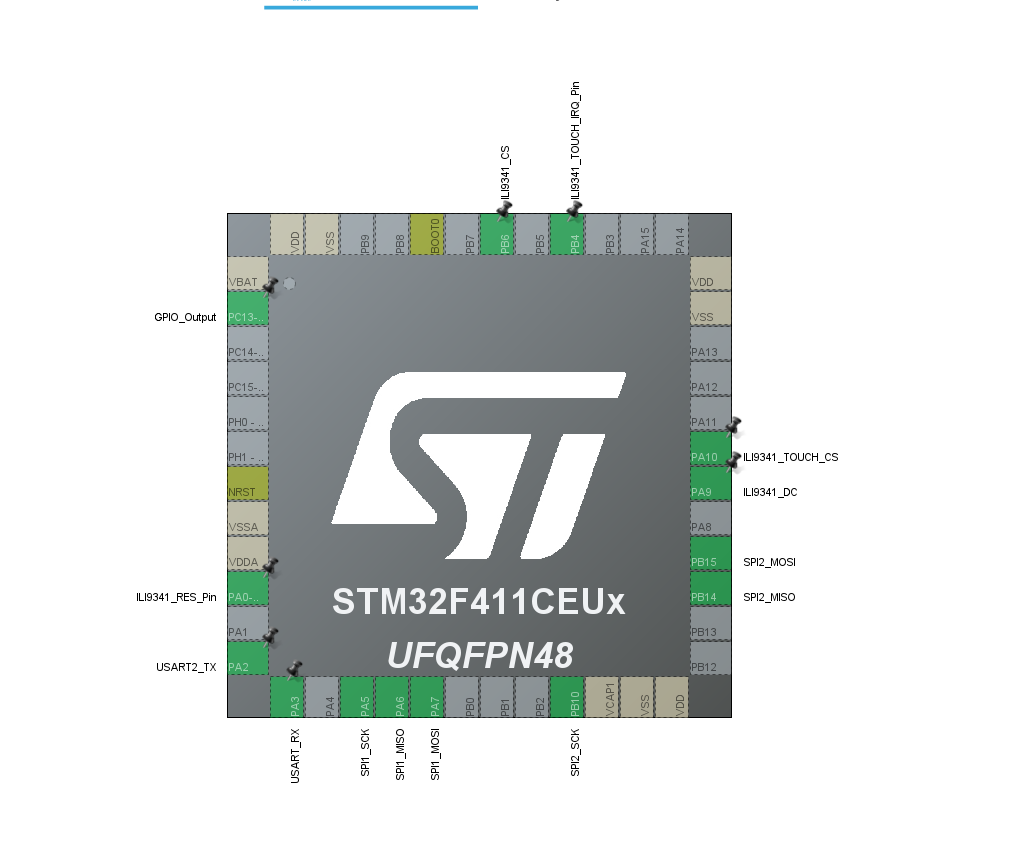 ILI9341_CS
ILI9341_TOUCH_IRQ_Pin
VDD
VSS
PB9
PB8
BOOT0
PB7
PB6
PB5
PB4
PB3
PA15
PA14
VBAT
GPIO_Output
PC13-..
PC14-..
PC15-..
PH0 - ..
PH1 - ..
NRST
VSSA
VDDA
ILI9341_RES_Pin
PA0-..
PA1
USART2_TX
PA2
VDD
VSS
PA13
PA12
PA11
PA10
ILI9341_TOUCH_CS
PA9
ILI9341_DC
PA8
PB15
SPI2_MOSI
PB14
SPI2_MISO
PB13
PB12
ST
STM32F411CEUx
UFQFPN48
PA3
PA4
PA5
PA6
PA7
PB0
PB1
PB2
PB10
VCAP1
VSS
VDD
USART_RX
SPI1_SCK
SPI1_MISO
SPI1_MOSI
SPI2_SCK